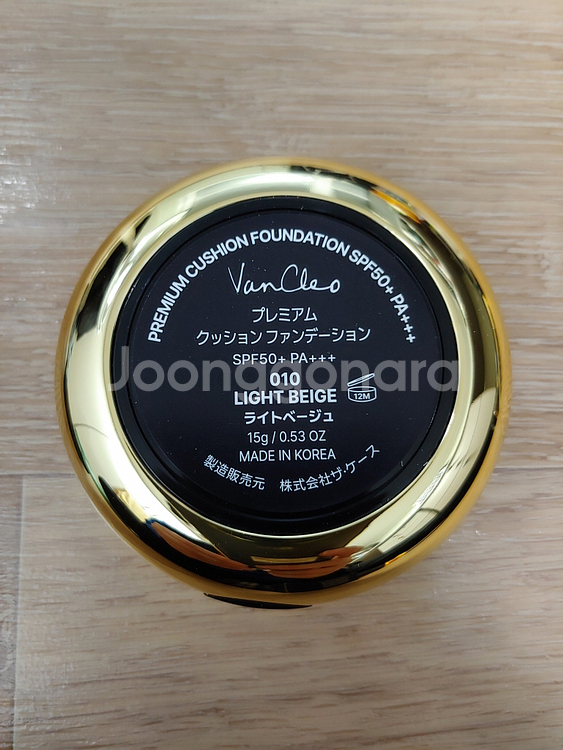 PREMIUM CUSHION FOUNDATION SPF50+ PA+++
VanCleo
プレミアム
クッション ファンデーション
SPF50+ PA+++
Joonggonara
010
LIGHT BEIGE
12M
ライトベージュ
15g / 0.53 OZ
MADE IN KOREA
製造販売元 株式会社ザ・ケース